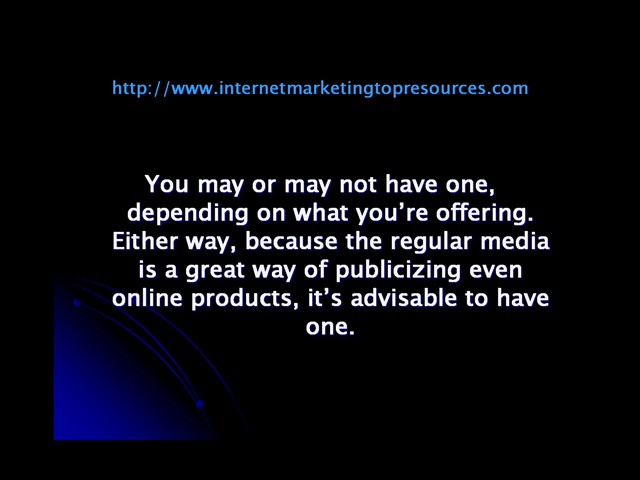 http://www.internetmarketingtopresources.com
You may or may not have one,
depending on what you’re offering.
Either way, because the regular media
is a great way of publicizing even
online products, it’s advisable to have
one.